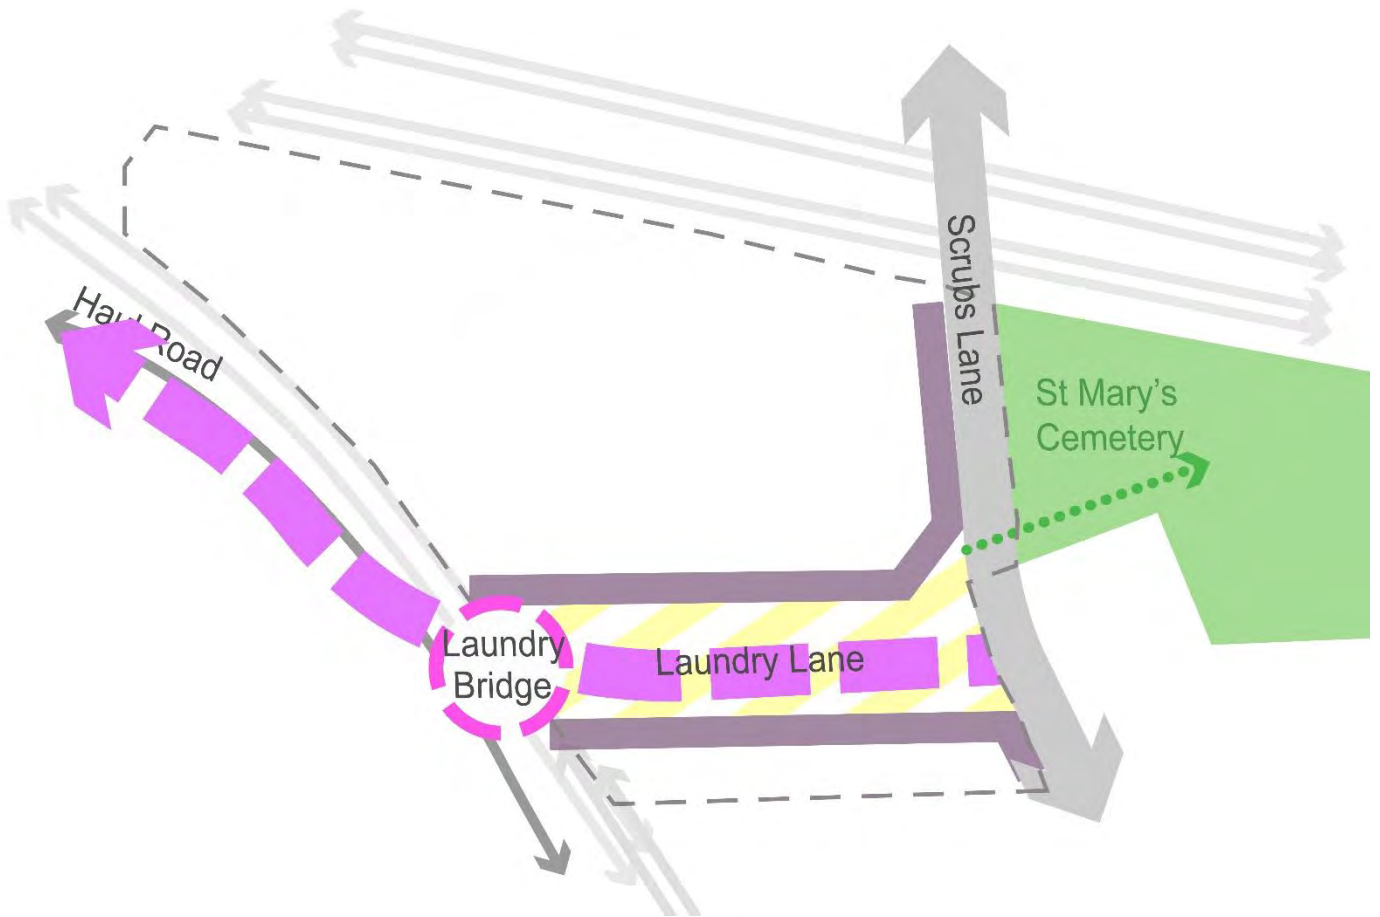 Scrubs Lane
Haul Road
St Mary's
Cemetery
Laundry
Bridge
Laundry Lane